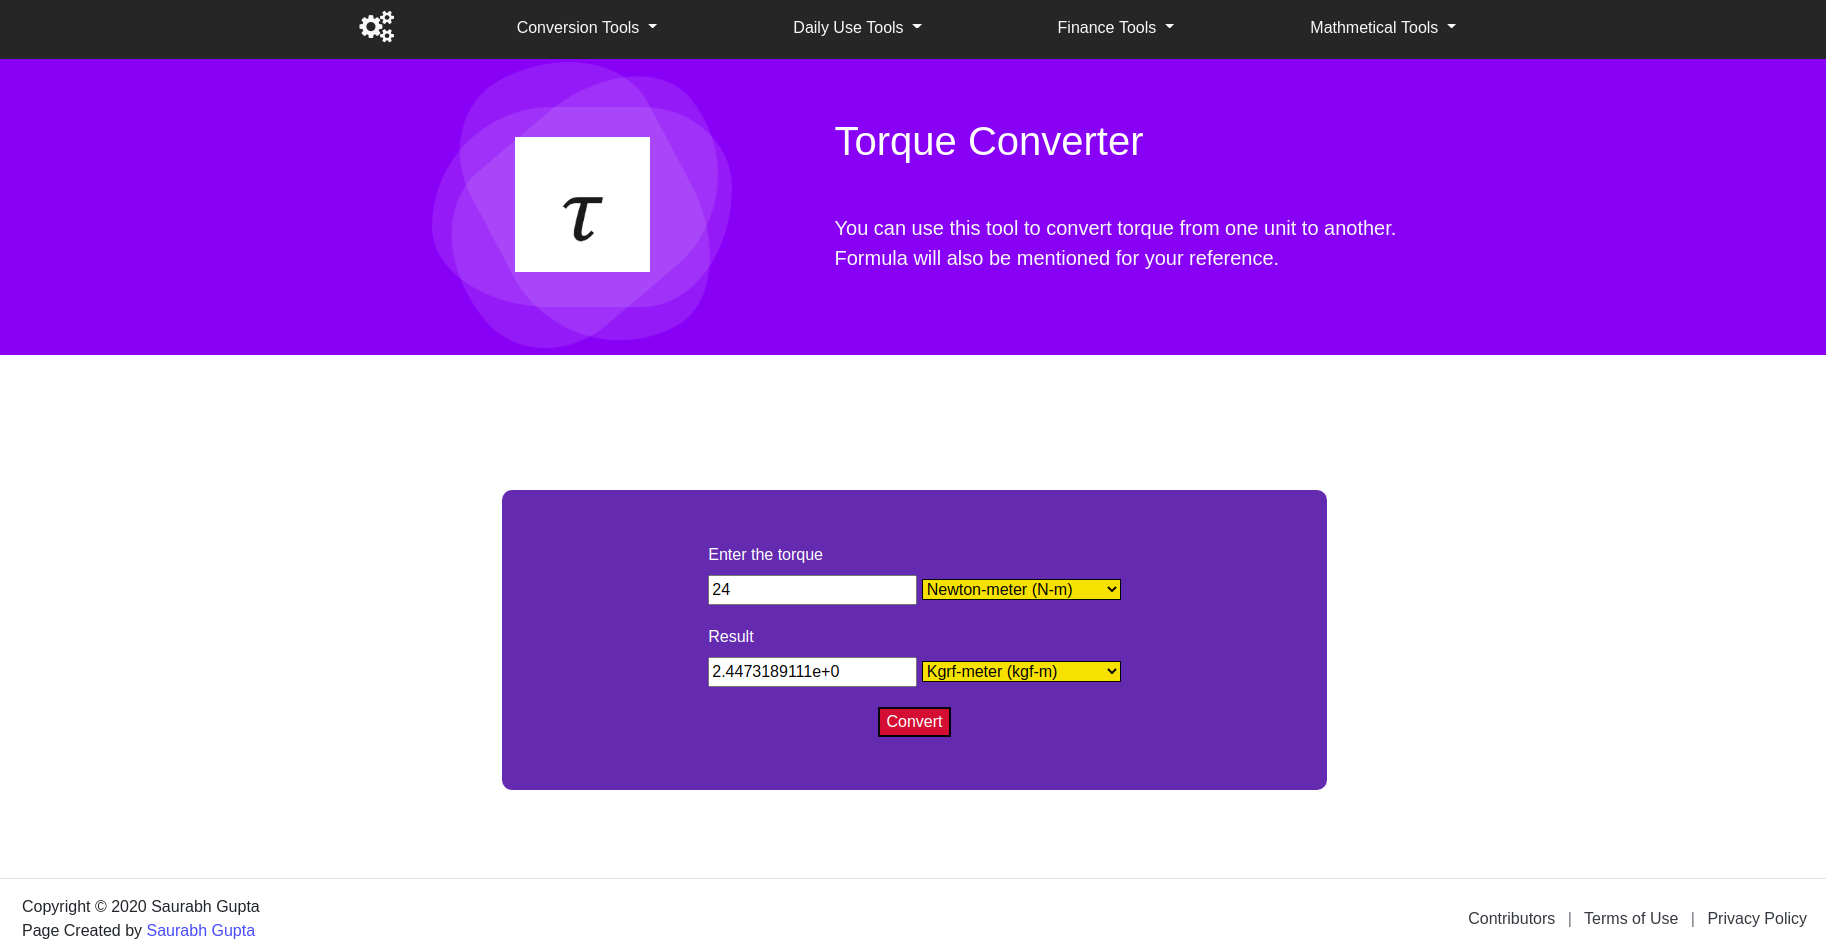 Conversion Tools
Daily Use Tools
Finance Tools
Mathmetical Tools
τ
Torque Converter
You can use this tool to convert torque from one unit to another.
Formula will also be mentioned for your reference.
Enter the torque
24
Newton-meter (N-m)
Result
2.4473189111e+0
Kgrf-meter (kgf-m)
Convert
Copyright © 2020 Saurabh Gupta
Page Created by Saurabh Gupta
Contributors | Terms of Use | Privacy Policy